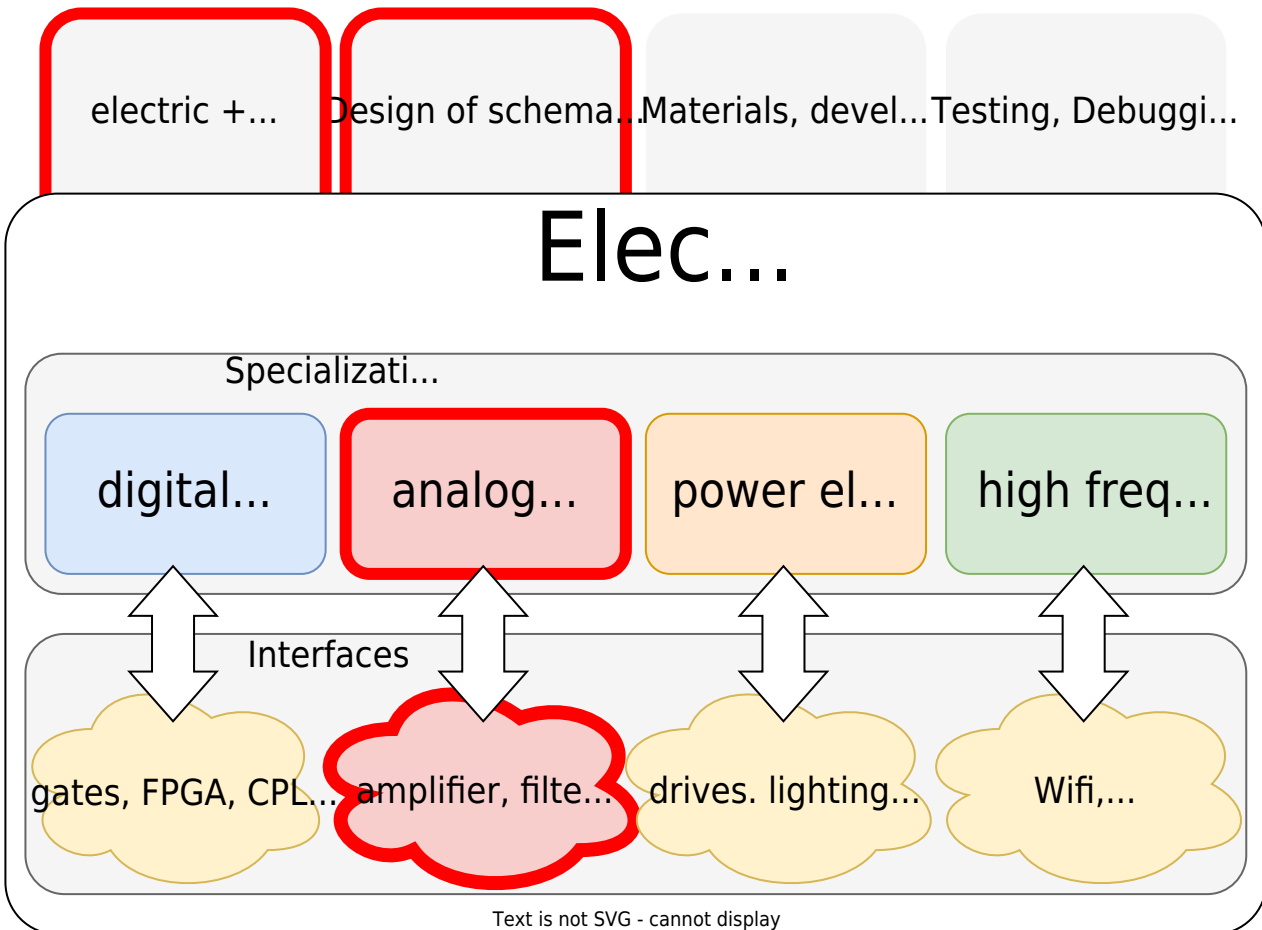 electric +...
Design of schema...
Materials, devel...
Testing, Debuggi...
Elec...
Specializati...
digital...
analog...
power el...
high freq...
Interfaces
gates, FPGA, CPL...
amplifier, filte...
drives. lighting...
Wifi,...
Text is not SVG - cannot display